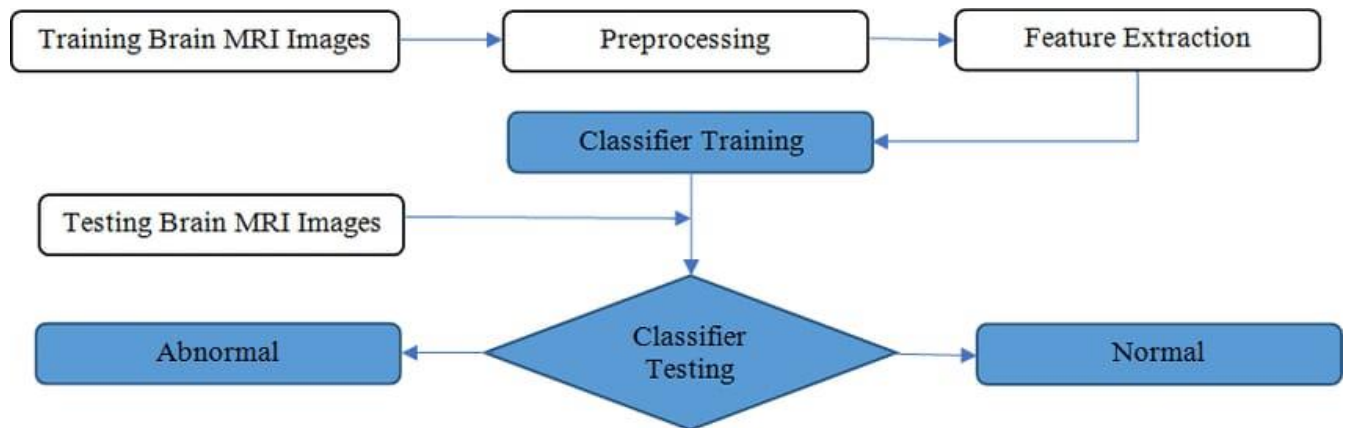 Training Brain MRI Images
Preprocessing
Feature Extraction
Classifier Training
Testing Brain MRI Images
Abnormal
Classifier
Testing
Normal